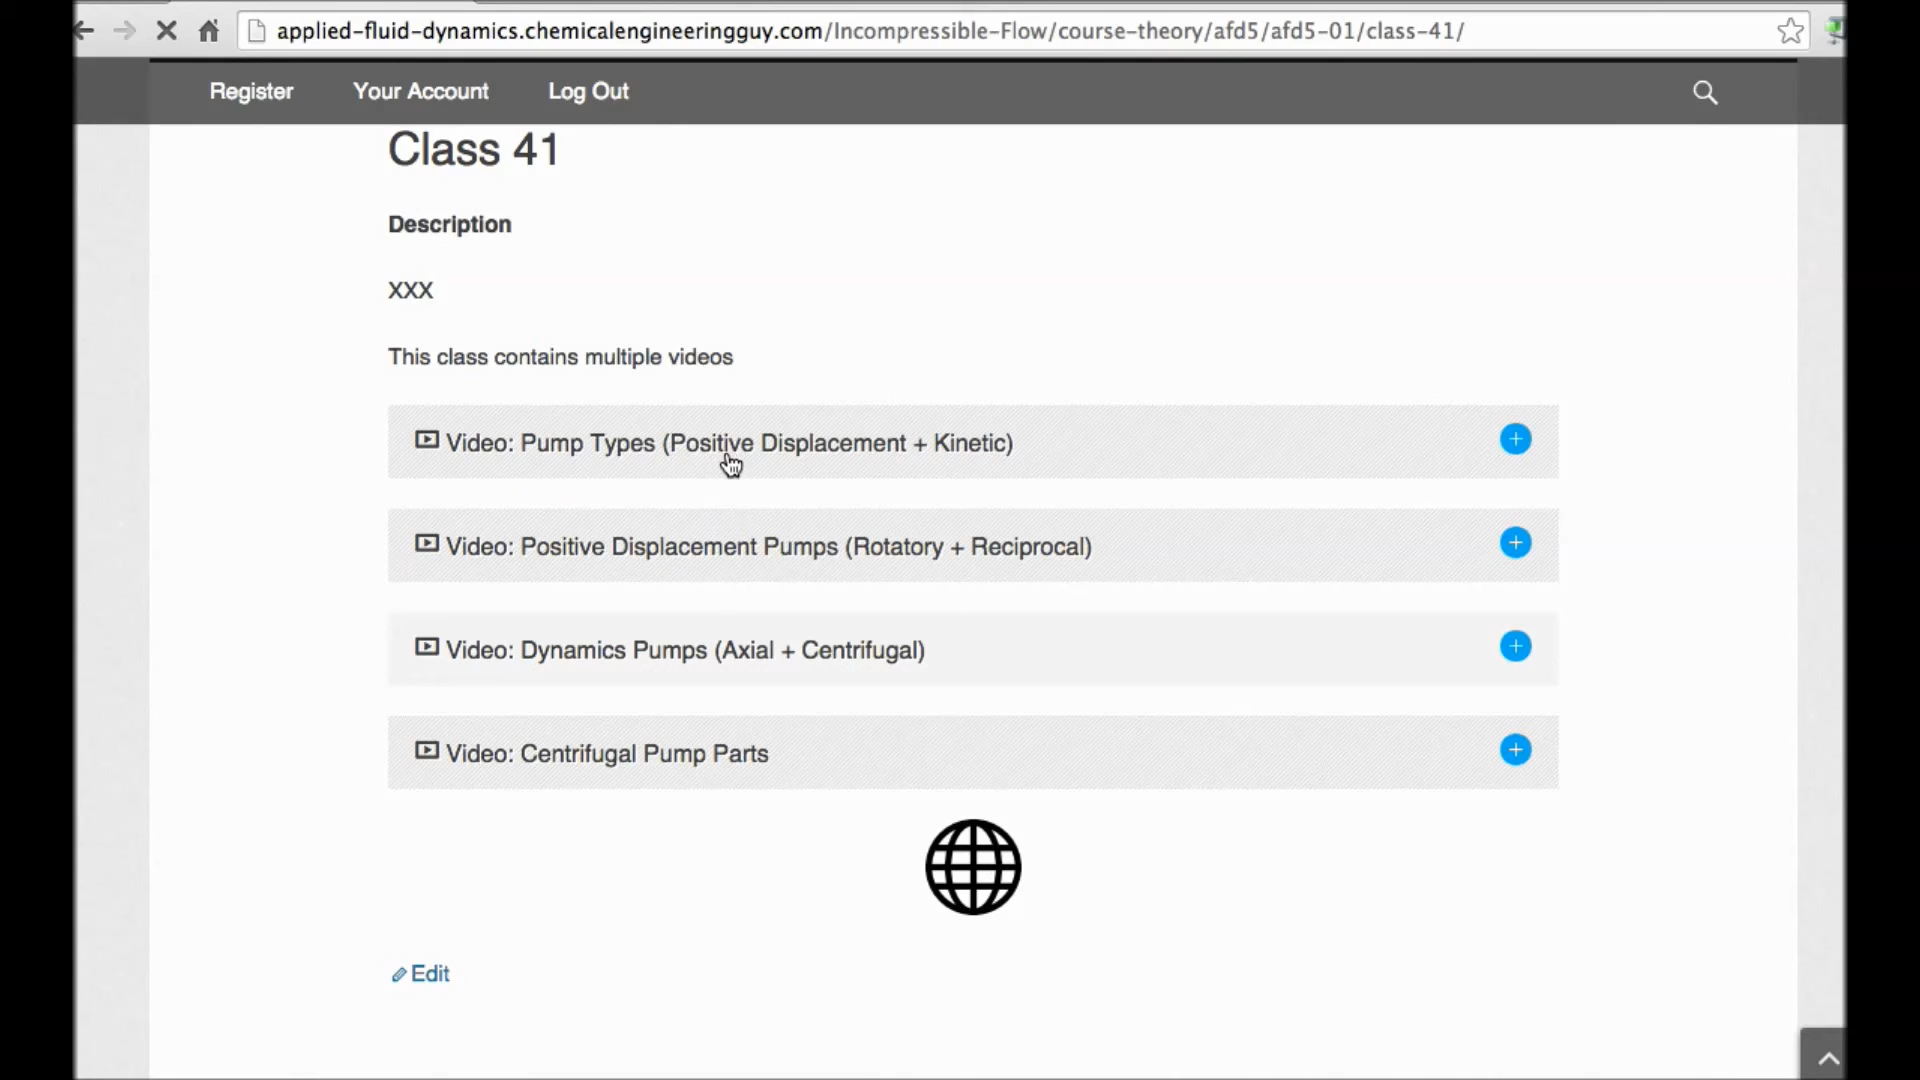 applied-fluid-dynamics.chemicalengineeringguy.com/Incompressible-Flow/course-theory/afd5/afd5-01/class-41/
Register Your Account Log Out
Class 41
Description
XXX
This class contains multiple videos
Video: Pump Types (Positive Displacement + Kinetic)
Video: Positive Displacement Pumps (Rotatory + Reciprocal)
Video: Dynamics Pumps (Axial + Centrifugal)
Video: Centrifugal Pump Parts
Edit